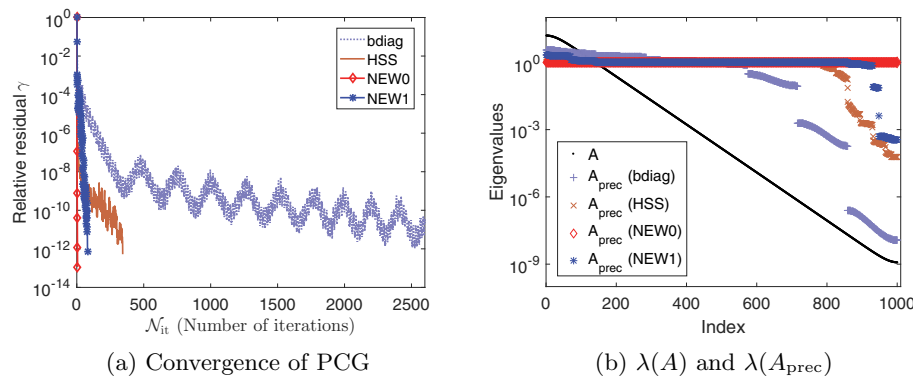 10^0
10^-2
10^-4
10^-6
10^-8
10^-10
10^-12
10^-14
Relative residual γ
bdiag
HSS
NEW0
NEW1
0 500 1000 1500 2000 2500
N_it (Number of iterations)
(a) Convergence of PCG
10^0
10^-3
10^-6
10^-9
Eigenvalues
A
A_prec (bdiag)
A_prec (HSS)
A_prec (NEW0)
A_prec (NEW1)
0 200 400 600 800 1000
Index
(b) λ(A) and λ(A_prec)